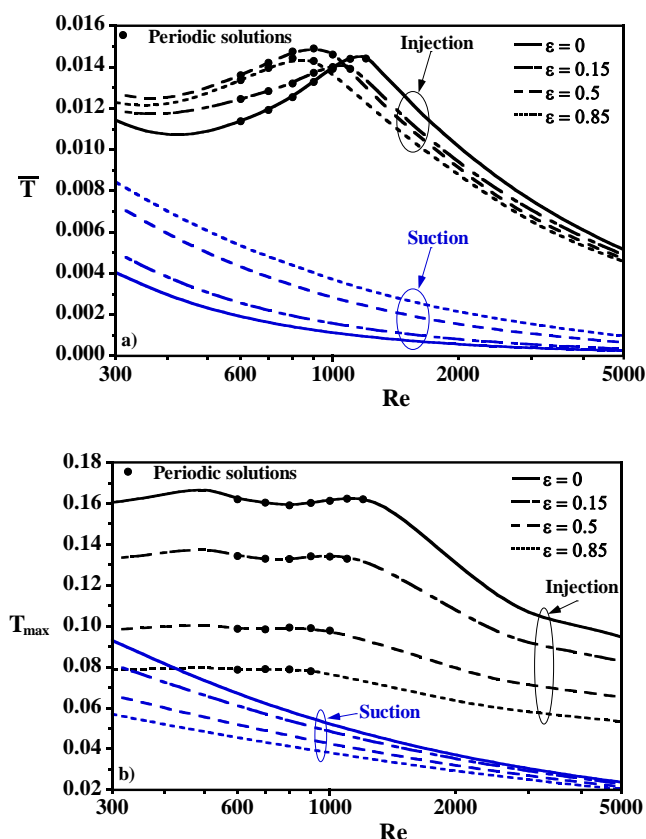 0.016
0.014
0.012
0.010
0.008
0.006
0.004
0.002
0.000
T
Periodic solutions
Injection
ε = 0
ε = 0.15
ε = 0.5
ε = 0.85
Suction
a)
300
600
1000
2000
5000
Re
0.18
0.16
0.14
0.12
0.10
0.08
0.06
0.04
0.02
Tmax
Periodic solutions
ε = 0
ε = 0.15
ε = 0.5
ε = 0.85
Injection
Suction
b)
300
600
1000
2000
5000
Re